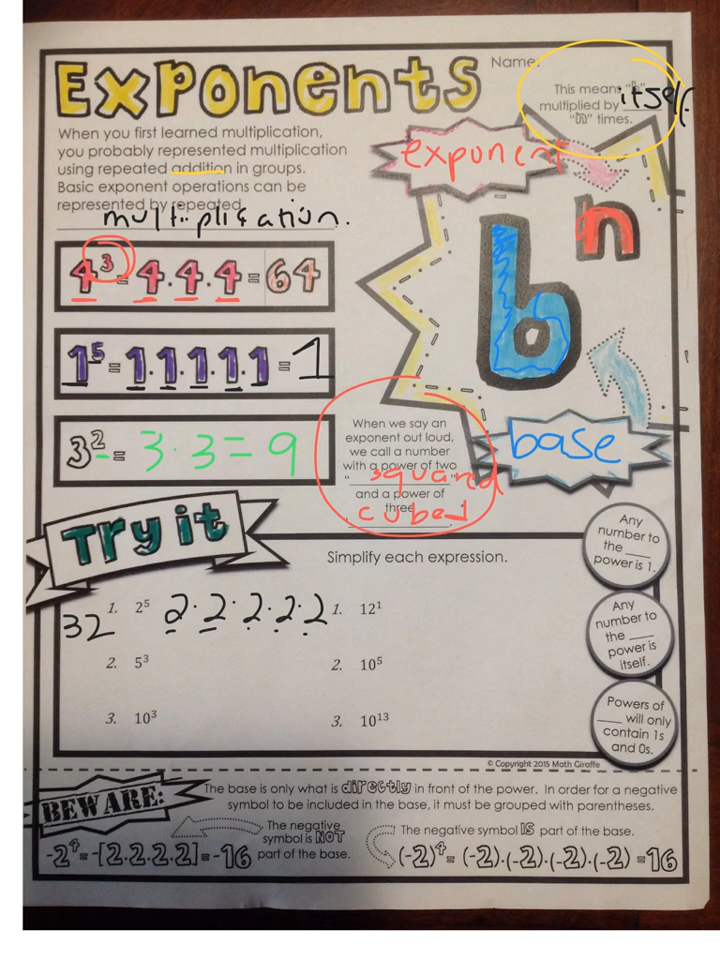 Exponents
Name:
This means "b"
multiplied by itself.
"n" times.
When you first learned multiplication,
you probably represented multiplication
using repeated addition in groups.
Basic exponent operations can be
represented by repeated
multiplication.
exponent
b^n
base
4³ = 4·4·4 = 64
1⁵ = 1·1·1·1·1 = 1
3² = 3·3 = 9
When we say an
exponent out loud,
we call a number
with a power of two
"squared"
and a power of
three
cubed.
Try it
Simplify each expression.
1. 2⁵ 2·2·2·2·2
32
2. 5³
3. 10³
1. 12¹
2. 10⁵
3. 10¹³
Any
number to
the ___
power is 1.
Any
number to
the ___
power is
itself.
Powers of
___ will only
contain 1s
and 0s.
© Copyright 2015 Math Giraffe
BEWARE:
The base is only what is directly in front of the power. In order for a negative
symbol to be included in the base, it must be grouped with parentheses.
The negative
symbol is NOT
part of the base.
-2⁴ = -[2·2·2·2] = -16
The negative symbol IS part of the base.
(-2)⁴ = (-2)·(-2)·(-2)·(-2) = 16